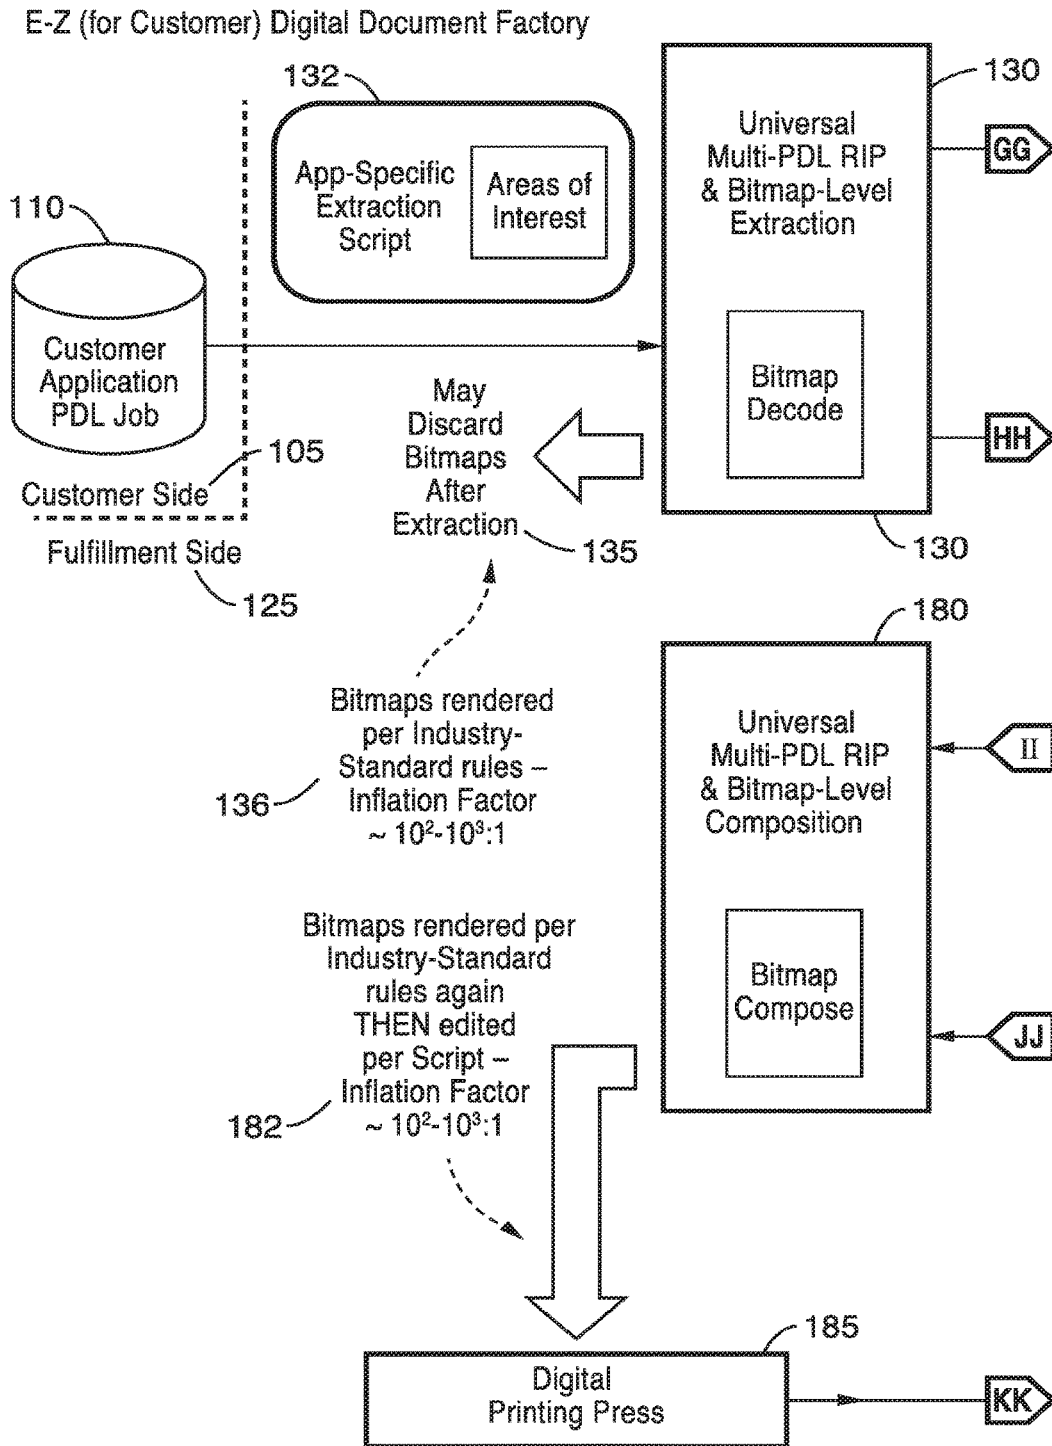 E-Z (for Customer) Digital Document Factory
132
130
App-Specific
Extraction
Script
Areas of
Interest
Universal
Multi-PDL RIP
& Bitmap-Level
Extraction
GG
110
Customer
Application
PDL Job
Bitmap
Decode
HH
May
Discard
Bitmaps
After
Extraction
135
130
105
Customer Side
Fulfillment Side
125
180
Bitmaps rendered
per Industry-
Standard rules –
Inflation Factor
~ 10²-10³:1
136
Universal
Multi-PDL RIP
& Bitmap-Level
Composition
II
Bitmaps rendered per
Industry-Standard
rules again
THEN edited
per Script –
Inflation Factor
~ 10²-10³:1
182
Bitmap
Compose
JJ
185
Digital
Printing Press
KK